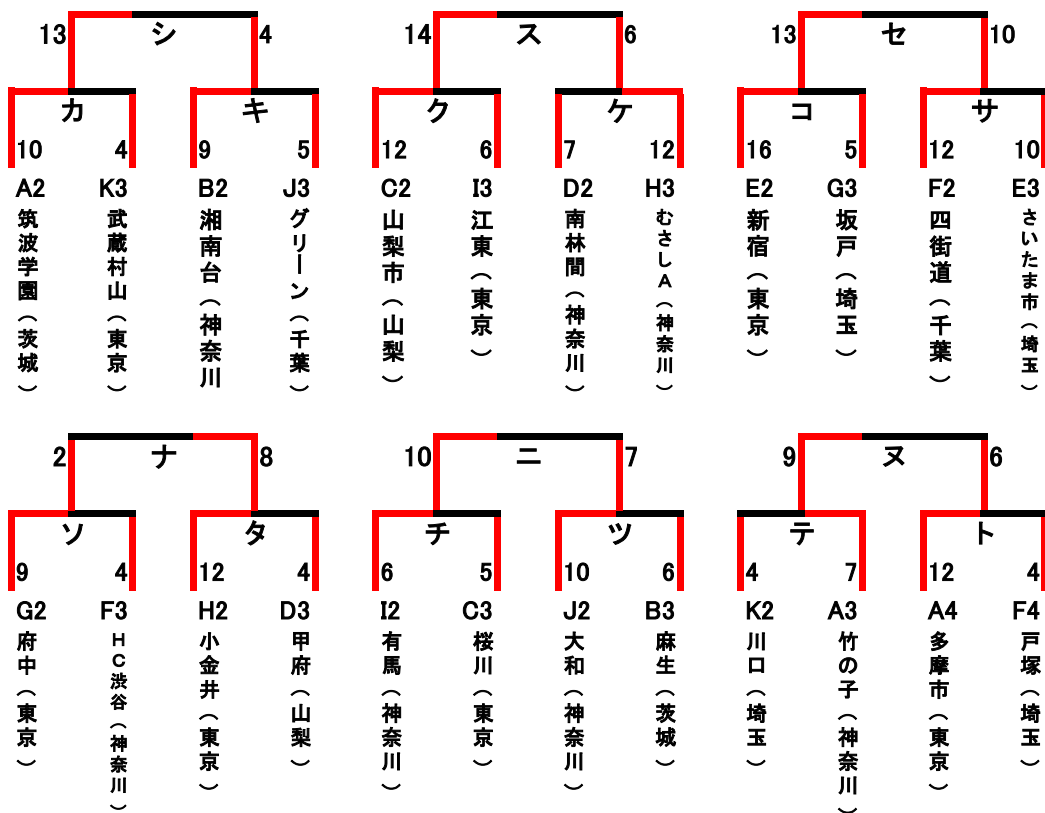 13 シ 4
14 ス 6
13 セ 10
カ
キ
ク
ケ
コ
サ
10 4
9 5
12 6
7 12
16 5
12 10
A2 K3 B2 J3 C2 I3 D2 H3 E2 G3 F2 E3
筑波学園(茨城)
武蔵村山(東京)
湘南台(神奈川
グリーン(千葉)
山梨市(山梨)
江東(東京)
南林間(神奈川)
むさしA(神奈川)
新宿(東京)
坂戸(埼玉)
四街道(千葉)
さいたま市(埼玉)
2 ナ 8
10 ニ 7
9 ヌ 6
ソ
タ
チ
ツ
テ
ト
9 4
12 4
6 5
10 6
4 7
12 4
G2 F3 H2 D3 I2 C3 J2 B3 K2 A3 A4 F4
府中(東京)
HC渋谷(神奈川)
小金井(東京)
甲府(山梨)
有馬(神奈川)
桜川(東京)
大和(神奈川)
麻生(茨城)
川口(埼玉)
竹の子(神奈川)
多摩市(東京)
戸塚(埼玉)